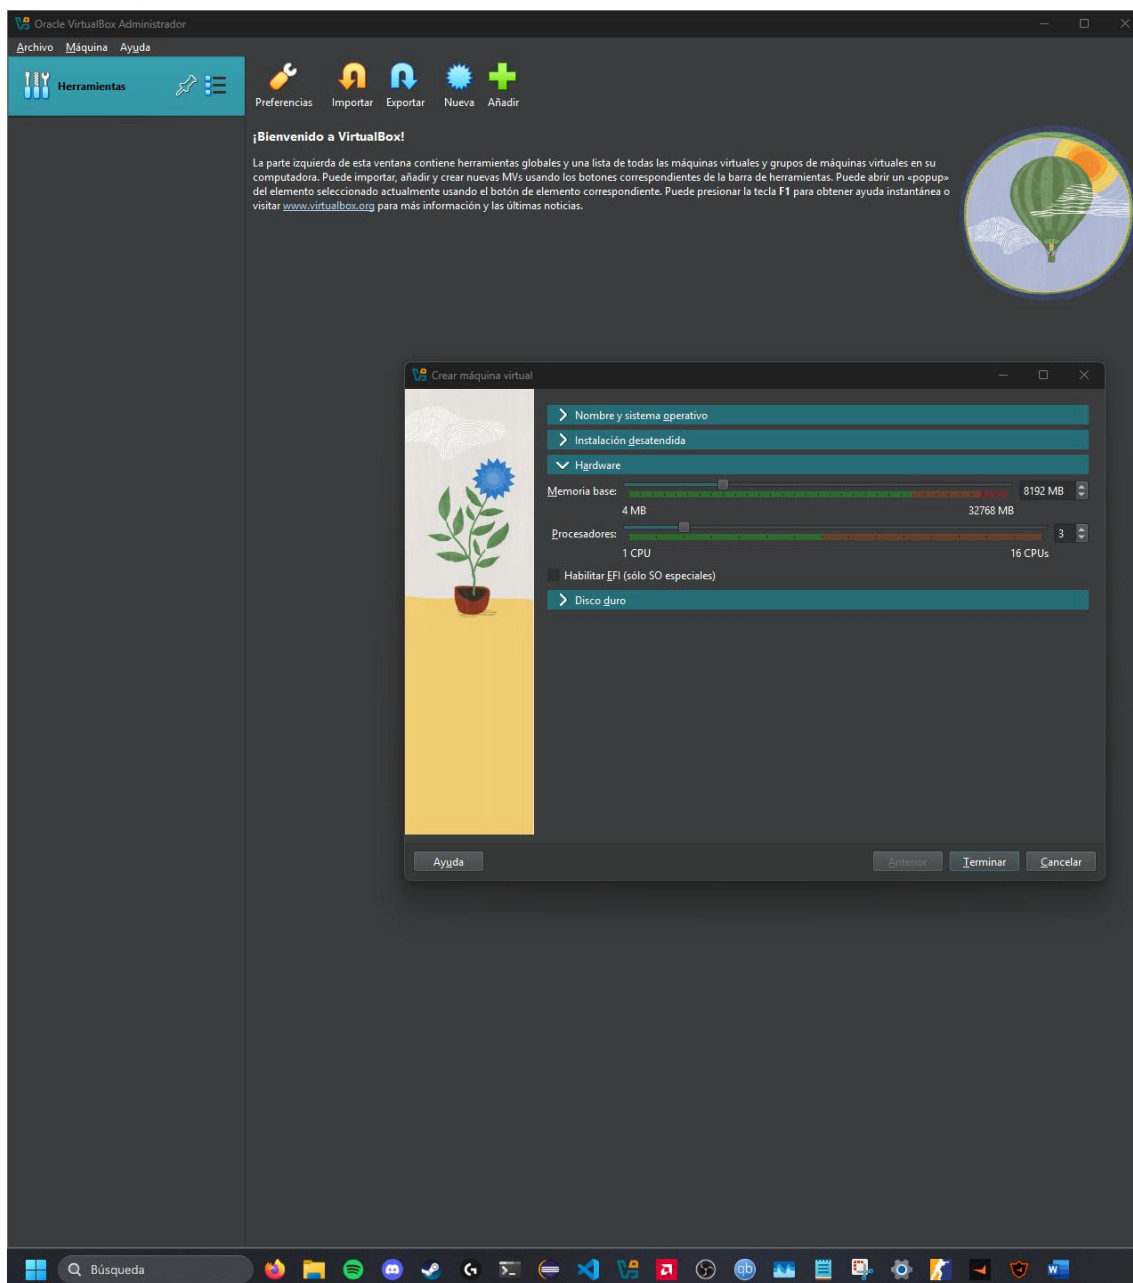 Oracle VirtualBox Administrador
Archivo Máquina Ayuda
Herramientas
Preferencias Importar Exportar Nueva Añadir
¡Bienvenido a VirtualBox!
La parte izquierda de esta ventana contiene herramientas globales y una lista de todas las máquinas virtuales y grupos de máquinas virtuales en su
computadora. Puede importar, añadir y crear nuevas MVs usando los botones correspondientes de la barra de herramientas. Puede abrir un «popup»
del elemento seleccionado actualmente usando el botón de elemento correspondiente. Puede presionar la tecla F1 para obtener ayuda instantánea o
visitar www.virtualbox.org para más información y las últimas noticias.
Crear máquina virtual
Nombre y sistema operativo
Instalación desatendida
Hardware
Memoria base: 8192 MB
4 MB 32768 MB
Procesadores: 3
1 CPU 16 CPUs
Habilitar EFI (sólo SO especiales)
Disco duro
Ayuda Anterior Terminar Cancelar
Búsqueda